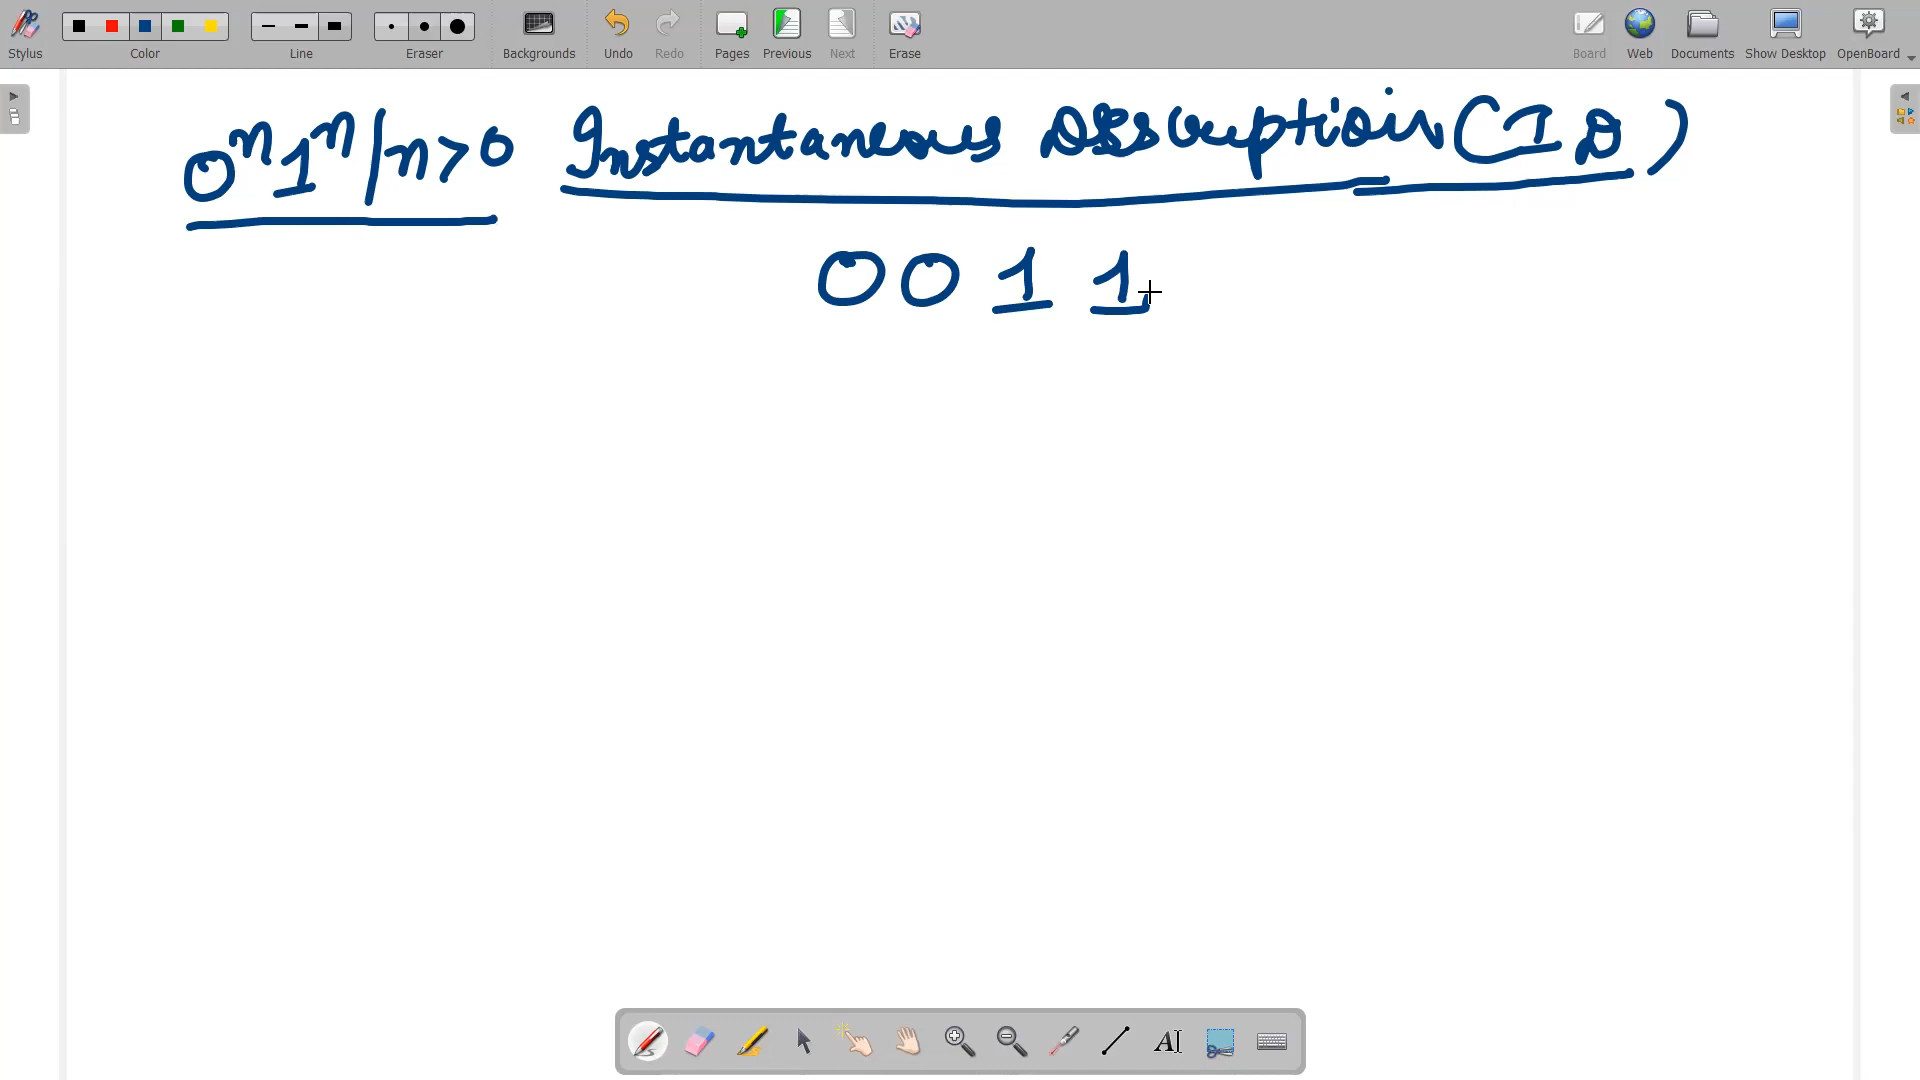 Stylus Color Line Eraser Backgrounds Undo Redo Pages Previous Next Erase Board Web Documents Show Desktop OpenBoard
0ⁿ1ⁿ/n>0 Instantaneous Description (ID)
0 0 1 1